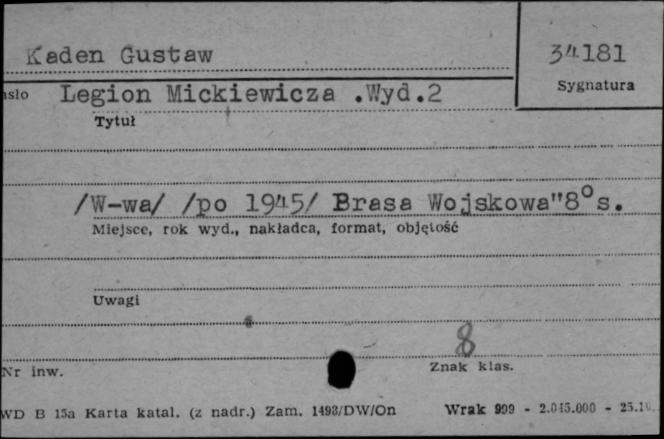 Kaden Gustaw
34181
Sygnatura
asło Legion Mickiewicza .Wyd.2
Tytuł
/W-wa/ /po 1945/ Brasa Wojskowa"8°s.
Miejsce, rok wyd., nakładca, format, objętość
Uwagi
8
Nr inw.
Znak klas.
WD B 15a Karta katal. (z nadr.) Zam. 1493/DW/On
Wrak 999 - 2.045.000 - 25.10.